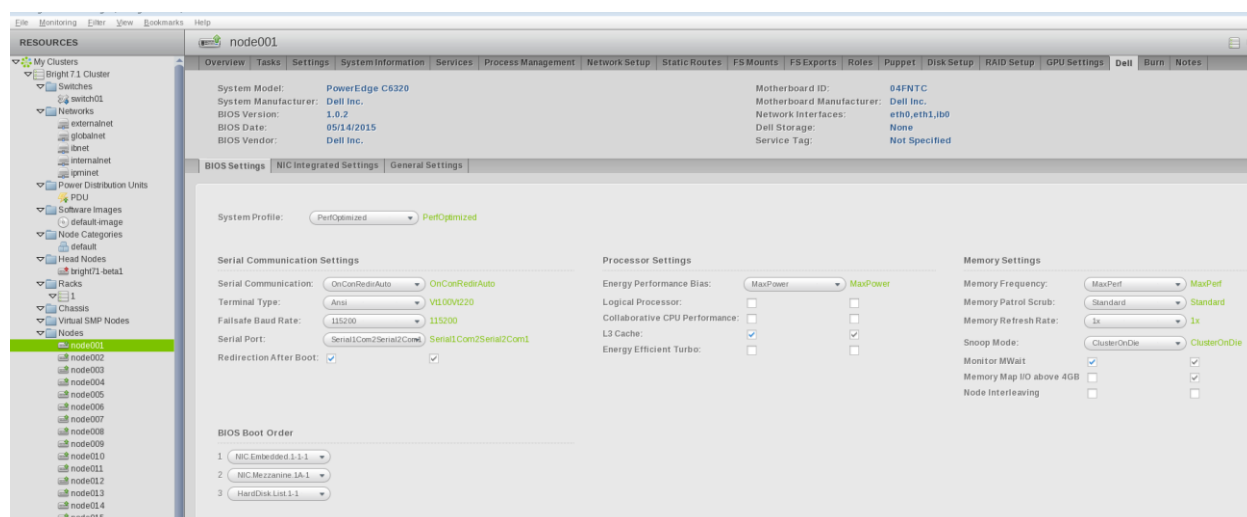 File Monitoring Filter View Bookmarks Help
RESOURCES
My Clusters
Bright 7.1 Cluster
Switches
switch01
Networks
externalnet
globalnet
ibnet
internalnet
ipminet
Power Distribution Units
PDU
Software Images
default-image
Node Categories
default
Head Nodes
bright71-beta1
Racks
1
Chassis
Virtual SMP Nodes
Nodes
node001
node002
node003
node004
node005
node006
node007
node008
node009
node010
node011
node012
node013
node014
node001
Overview Tasks Settings System Information Services Process Management Network Setup Static Routes FS Mounts FS Exports Roles Puppet Disk Setup RAID Setup GPU Settings Dell Burn Notes
System Model: PowerEdge C6320
System Manufacturer: Dell Inc.
BIOS Version: 1.0.2
BIOS Date: 05/14/2015
BIOS Vendor: Dell Inc.
Motherboard ID: 04FNTC
Motherboard Manufacturer: Dell Inc.
Network Interfaces: eth0,eth1,ib0
Dell Storage: None
Service Tag: Not Specified
BIOS Settings NIC Integrated Settings General Settings
System Profile: PerfOptimized PerfOptimized
Serial Communication Settings
Serial Communication: OnConRedirAuto OnConRedirAuto
Terminal Type: Ansi Vt100Vt220
Failsafe Baud Rate: 115200 115200
Serial Port: Serial1Com2Serial2Com1 Serial1Com2Serial2Com1
Redirection After Boot:
Processor Settings
Energy Performance Bias: MaxPower MaxPower
Logical Processor:
Collaborative CPU Performance:
L3 Cache:
Energy Efficient Turbo:
Memory Settings
Memory Frequency: MaxPerf MaxPerf
Memory Patrol Scrub: Standard Standard
Memory Refresh Rate: 1x 1x
Snoop Mode: ClusterOnDie ClusterOnDie
Monitor MWait
Memory Map I/O above 4GB
Node Interleaving
BIOS Boot Order
1 NIC.Embedded.1-1-1
2 NIC.Mezzanine.1A-1
3 HardDisk.List.1-1